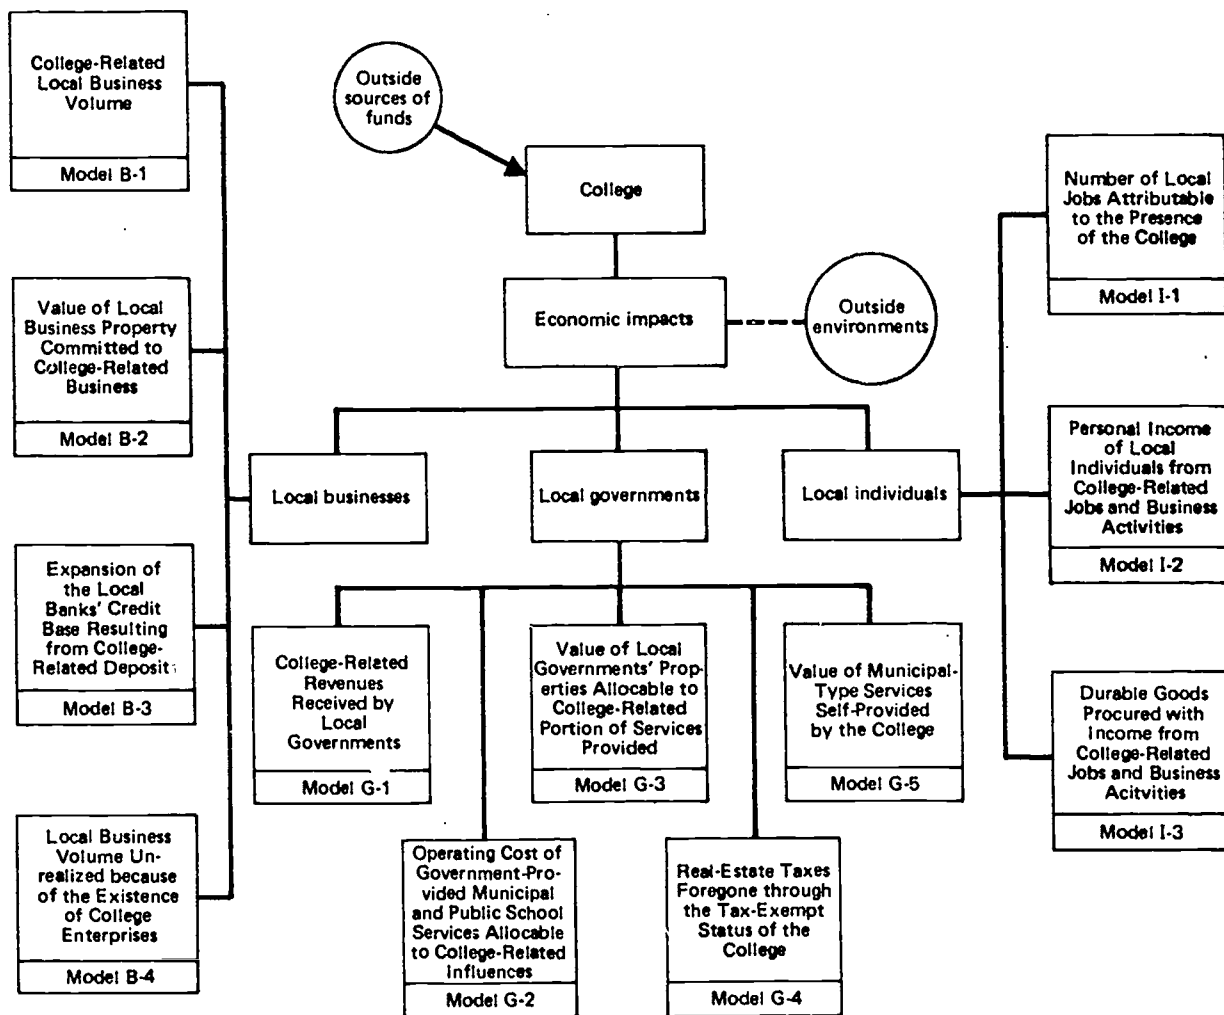 College-Related
Local Business
Volume
Model B-1
Outside
sources of
funds
College
Economic impacts
Outside
environments
Number of Local
Jobs Attributable
to the Presence
of the College
Model I-1
Value of Local
Business Property
Committed to
College-Related
Business
Model B-2
Local businesses
Local governments
Local individuals
Personal Income
of Local
Individuals from
College-Related
Jobs and Business
Activities
Model I-2
Expansion of
the Local
Banks' Credit
Base Resulting
from College-
Related Deposits
Model B-3
College-Related
Revenues
Received by
Local
Governments
Model G-1
Value of Local
Governments' Prop-
erties Allocable to
College-Related
Portion of Services
Provided
Model G-3
Value of Municipal-
Type Services
Self-Provided
by the College
Model G-5
Durable Goods
Procured with
Income from
College-Related
Jobs and Business
Acitvities
Model I-3
Local Business
Volume Un-
realized because
of the Existence
of College
Enterprises
Model B-4
Operating Cost of
Government-Pro-
vided Municipal
and Public School
Services Allocable
to College-Related
Influences
Model G-2
Real-Estate Taxes
Foregone through
the Tax-Exempt
Status of the
College
Model G-4